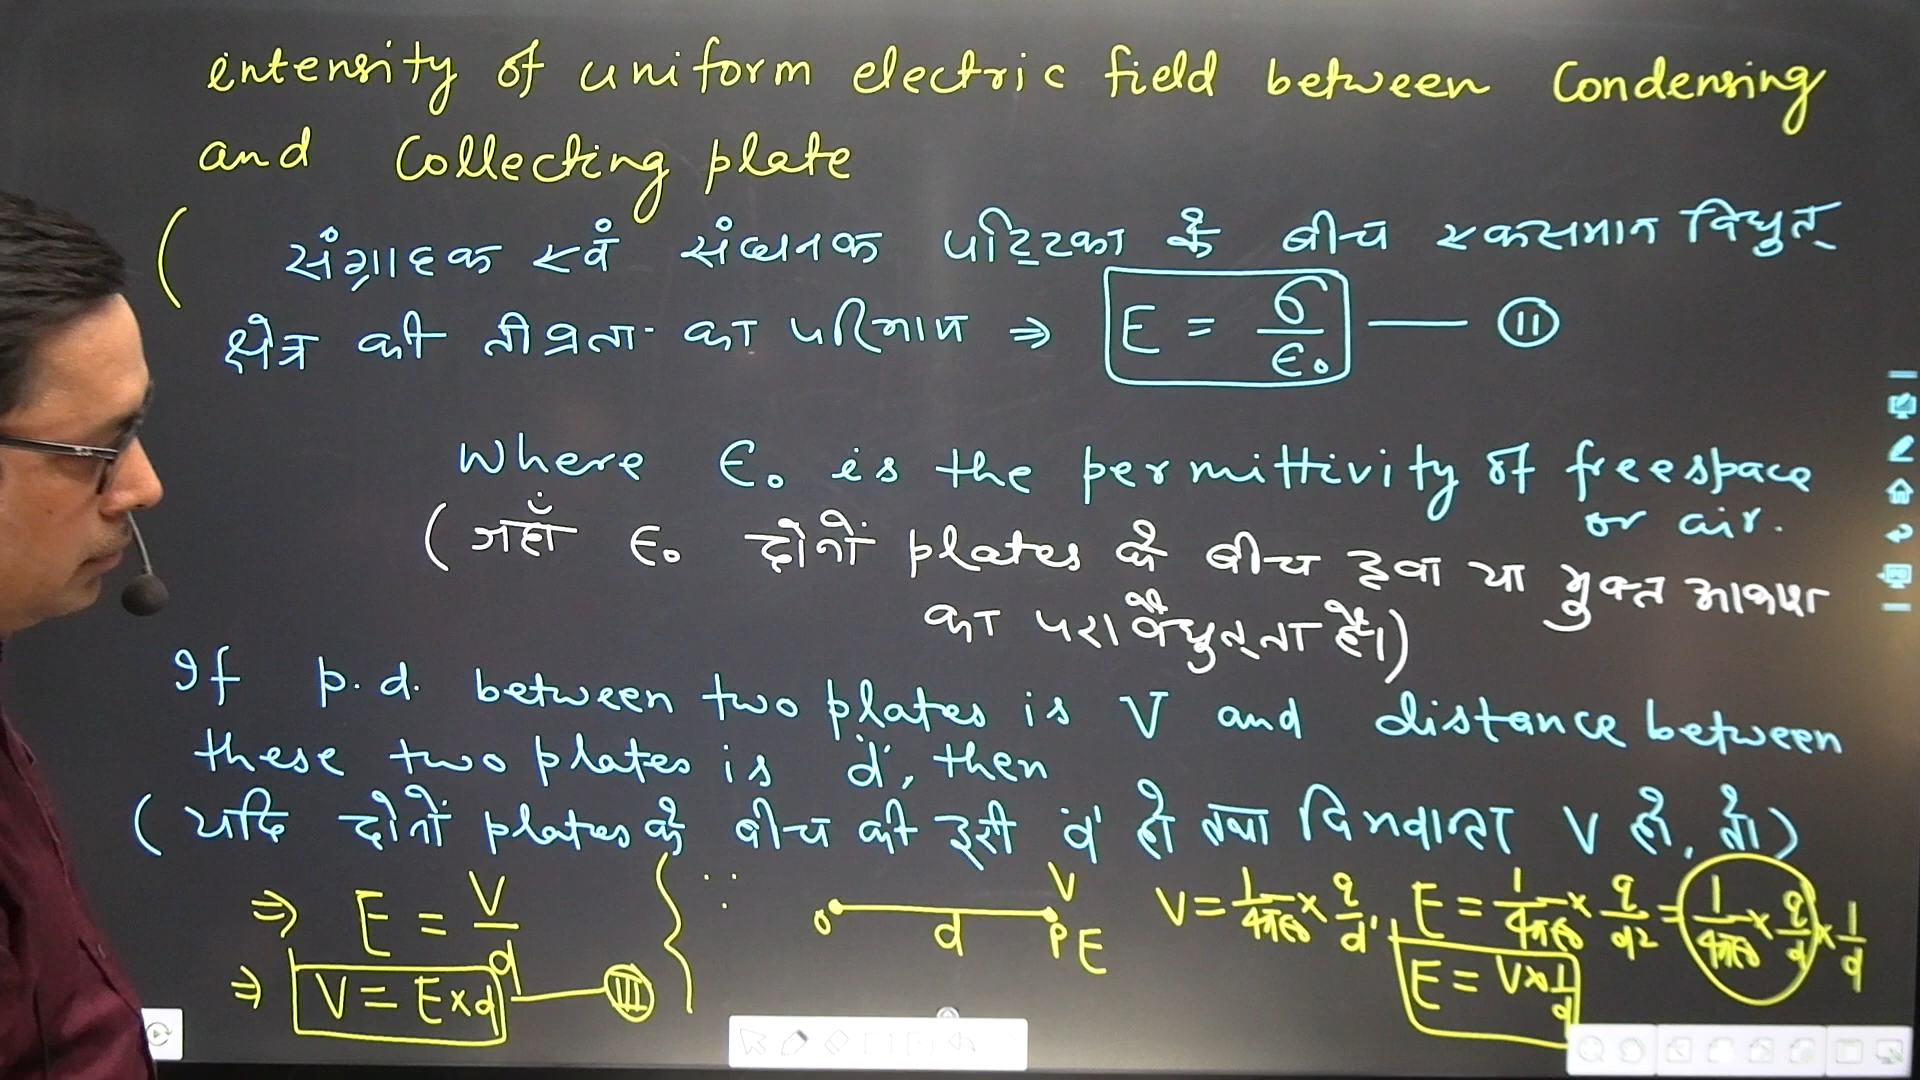 intensity of uniform electric field between Condensing
and Collecting plate
( संग्राहक एवं संघनक पट्टिका के बीच एकसमान विद्युत्
क्षेत्र की तीव्रता का परिमाण ⇒ E = σ/ϵ₀ —— (II)
Where ϵ₀ is the permittivity of free space
or air.
( जहाँ ϵ₀ दोनों plates के बीच हवा या मुक्त आकाश
का परावैद्युत्ता है।)
If p.d. between two plates is V and distance between
these two plates is 'd', then
( यदि दोनों plates के बीच की दूरी 'd' हो तथा विभवान्तर V हो, तो )
⇒ E = V/d
⇒ V = E×d —— (III)
∵ O d P V E
V = 1/4πϵ₀ × q/d, E = 1/4πϵ₀ × q/d² = 1/4πϵ₀ × q/d × 1/d
E = V × 1/d